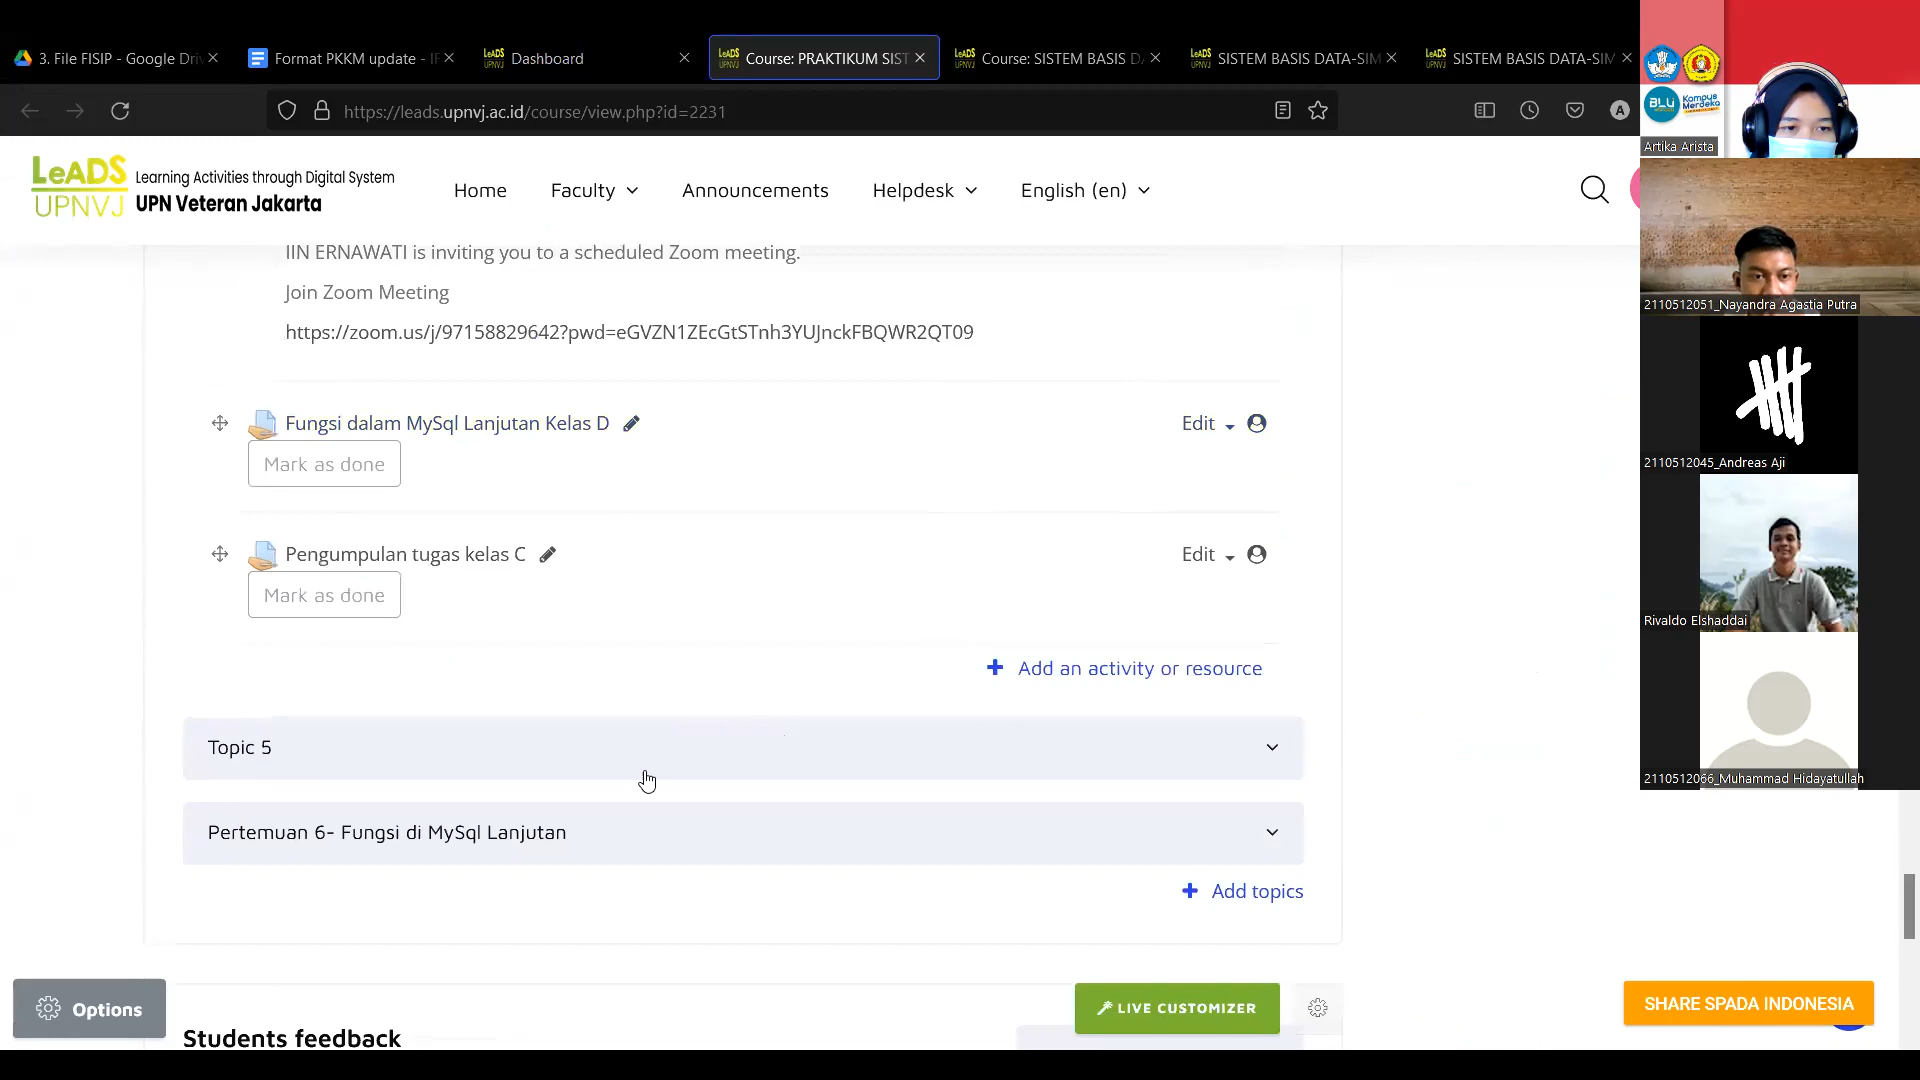 3. File FISIP - Google Driv
Format PKKM update - IF
Dashboard
Course: PRAKTIKUM SIST
Course: SISTEM BASIS DA
SISTEM BASIS DATA-SIM
SISTEM BASIS DATA-SIM
https://leads.upnvj.ac.id/course/view.php?id=2231
LeADS
UPNVJ
Learning Activities through Digital System
UPN Veteran Jakarta
Home
Faculty
Announcements
Helpdesk
English (en)
IIN ERNAWATI is inviting you to a scheduled Zoom meeting.
Join Zoom Meeting
https://zoom.us/j/97158829642?pwd=eGVZN1ZEcGtSTnh3YUJnckFBQWR2QT09
Fungsi dalam MySql Lanjutan Kelas D
Edit
Mark as done
Pengumpulan tugas kelas C
Edit
Mark as done
Add an activity or resource
Topic 5
Pertemuan 6- Fungsi di MySql Lanjutan
Add topics
Options
LIVE CUSTOMIZER
SHARE SPADA INDONESIA
Students feedback
A
BLU
Kampus
Merdeka
Artika Arista
2110512051_Nayandra Agastia Putra
2110512045_Andreas Aji
Rivaldo Elshaddai
2110512066_Muhammad Hidayatullah